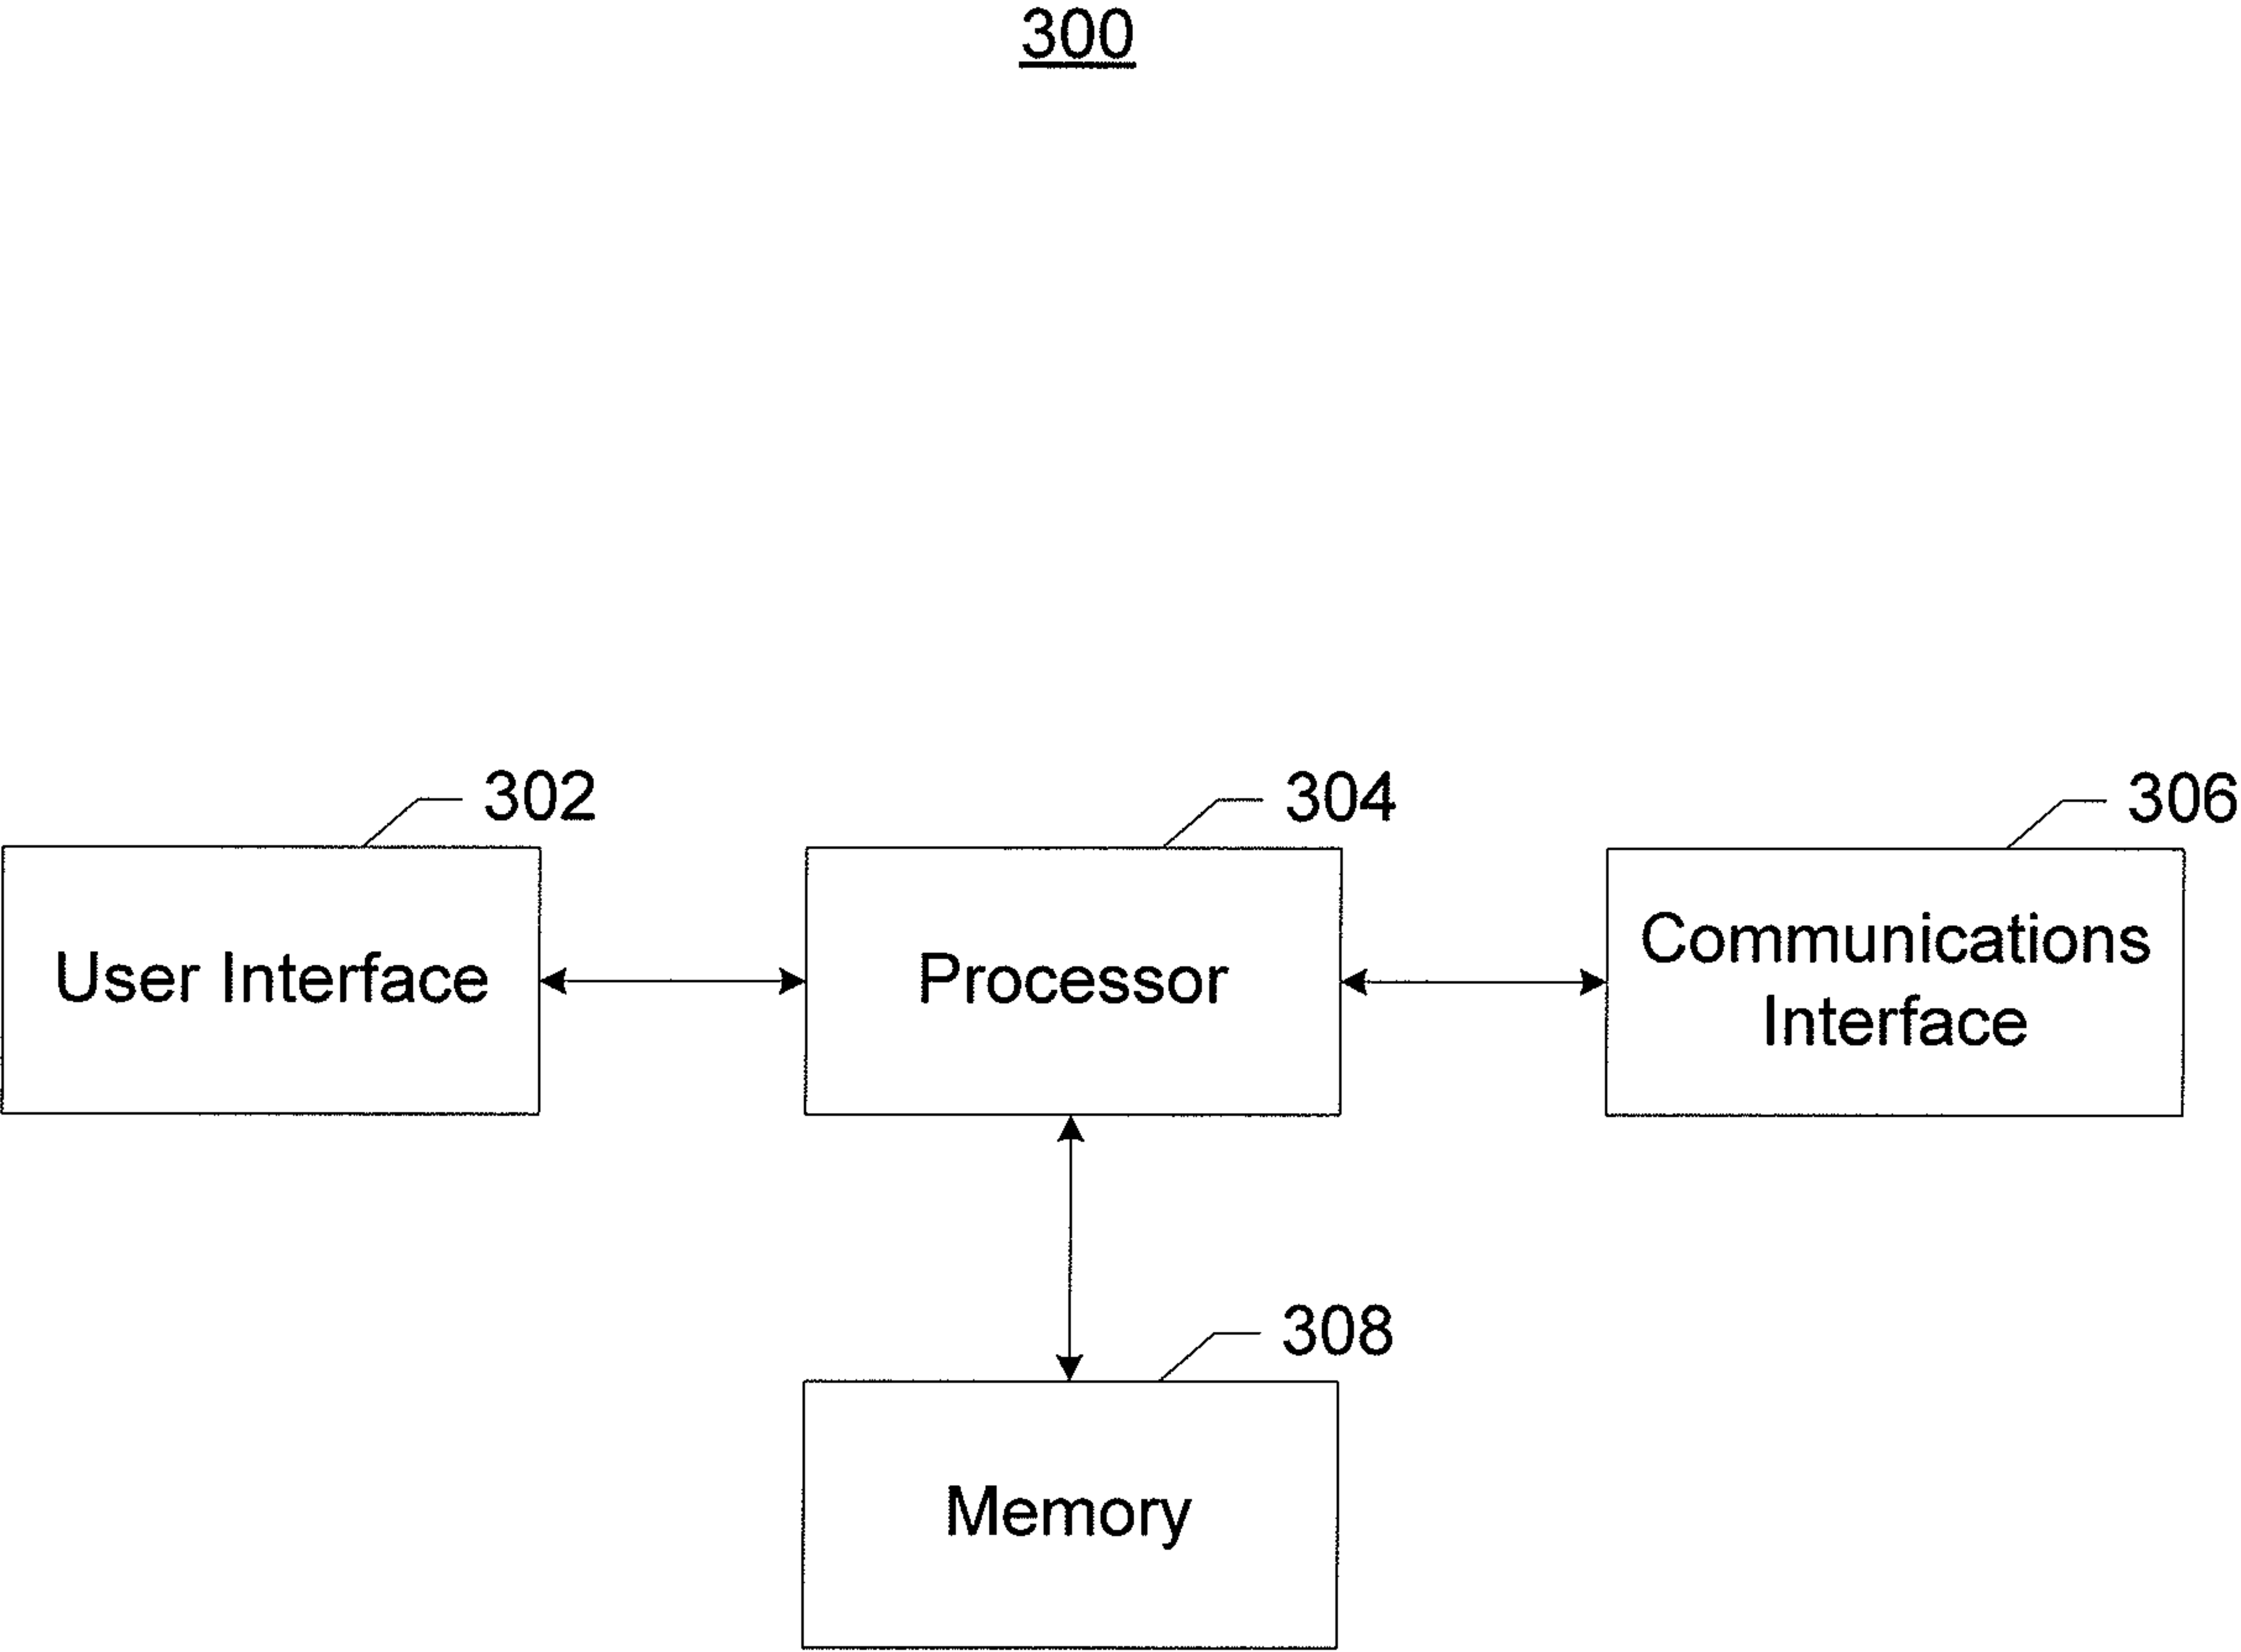 300
302
304
306
User Interface
Processor
Communications
Interface
308
Memory